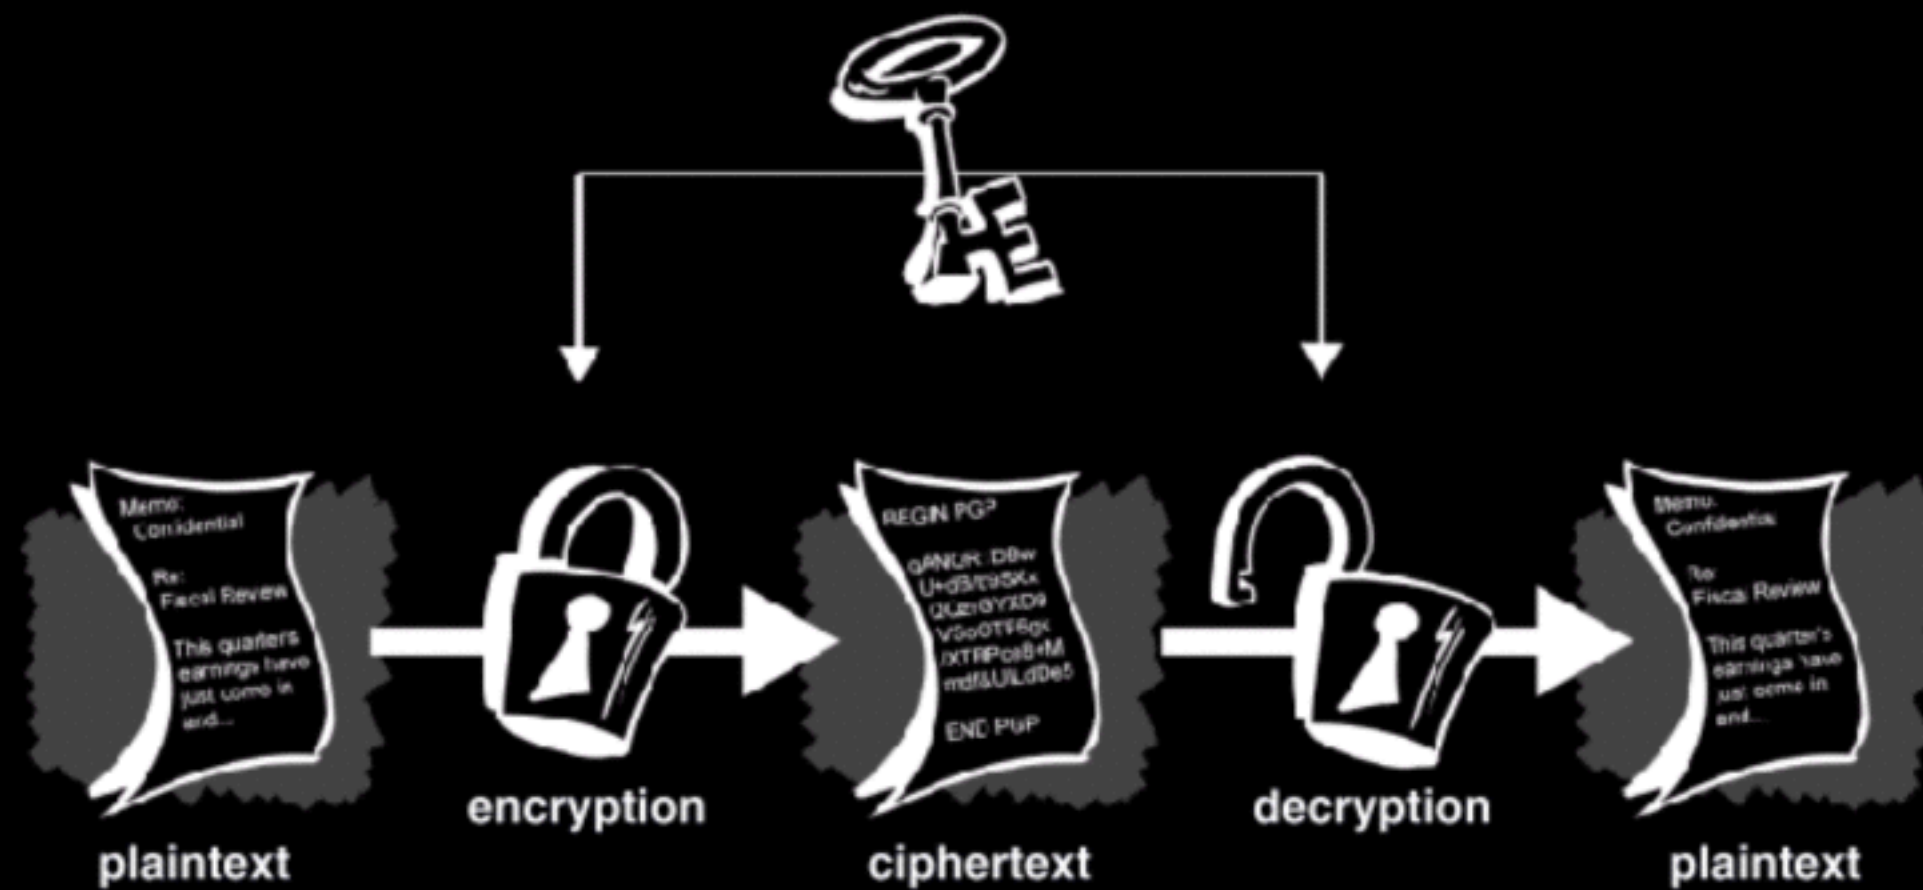 Memo:
Confidential
Re:
Fiscal Review
This quarter's
earnings have
just come in
and...
plaintext
encryption
BEGIN PGP
END PGP
ciphertext
decryption
Memo:
Confidential
Re:
Fiscal Review
This quarter's
earnings have
just come in
and...
plaintext